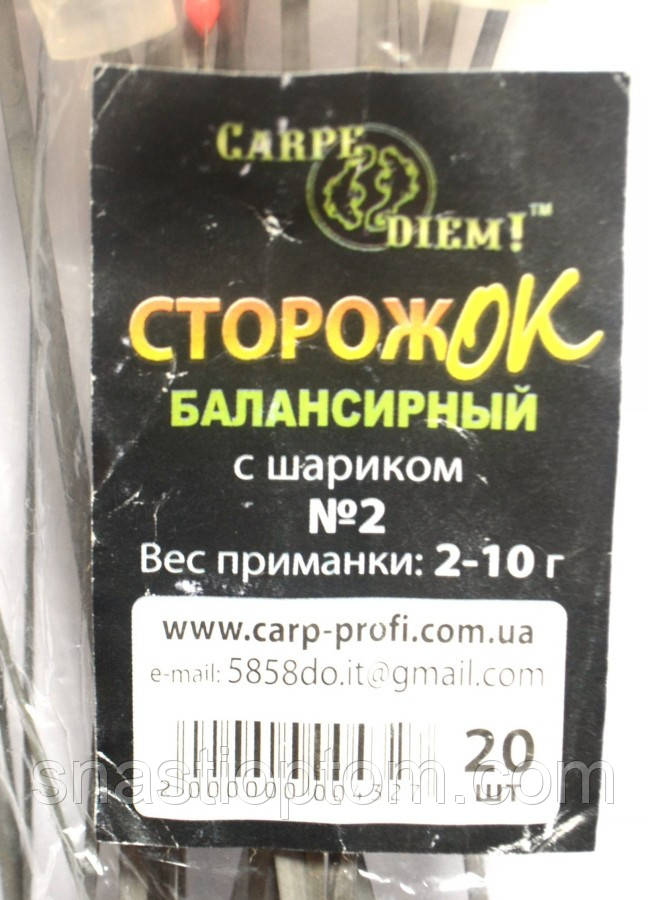 CARPE
DIEM!™
СТОРОЖОК
БАЛАНСИРНЫЙ
с шариком
№2
Вес приманки: 2-10 г
www.carp-profi.com.ua
e-mail: 5858do.it@gmail.com
20
шт
snastioptom.com